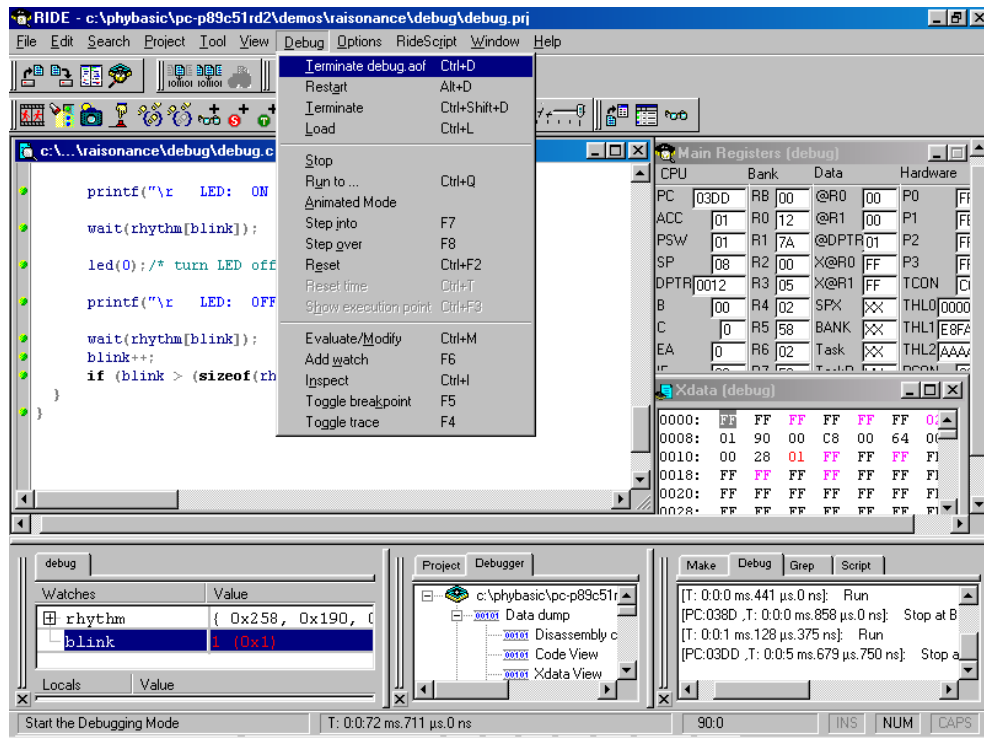 RIDE - c:\phybasic\pc-p89c51rd2\demos\raisonance\debug\debug.prj
File Edit Search Project Tool View Debug Options RideScript Window Help
Terminate debug.aof Ctrl+D
Restart Alt+D
Terminate Ctrl+Shift+D
Load Ctrl+L
Stop
Run to ... Ctrl+Q
Animated Mode
Step into F7
Step over F8
Reset Ctrl+F2
Reset time Ctrl+T
Show execution point Ctrl+F3
Evaluate/Modify Ctrl+M
Add watch F6
Inspect Ctrl+I
Toggle breakpoint F5
Toggle trace F4
c:\...\raisonance\debug\debug.c
printf("\r LED: ON
wait(rhythm[blink]);
led(0);/* turn LED off
printf("\r LED: OFF
wait(rhythm[blink]);
blink++;
if (blink > (sizeof(rh
}
}
Main Registers (debug)
CPU Bank Data Hardware
PC 03DD RB 00 @R0 00 P0
ACC 01 R0 12 @R1 00 P1
PSW 01 R1 7A @DPTR 01 P2
SP 08 R2 00 X@R0 FF P3
DPTR 0012 R3 05 X@R1 FF TCON
B 00 R4 02 SPX XX THL0 0000
C 0 R5 58 BANK XX THL1 E8FA
EA 0 R6 02 Task XX THL2 AAAA
Xdata (debug)
0000: FF FF FF FF FF FF
0008: 01 90 00 C8 00 64
0010: 00 28 01 FF FF FF
0018: FF FF FF FF FF FF
0020: FF FF FF FF FF FF
0028: FF FF FF FF FF FF
debug
Watches Value
rhythm { 0x258, 0x190,
blink 1 (0x1)
Locals Value
Project Debugger
c:\phybasic\pc-p89c51r
Data dump
Disassembly c
Code View
Xdata View
Make Debug Grep Script
[T: 0:0:0 ms.441 µs.0 ns]: Run
[PC:038D ,T: 0:0:0 ms.858 µs.0 ns]: Stop at B
[T: 0:0:1 ms.128 µs.375 ns]: Run
[PC:03DD ,T: 0:0:5 ms.679 µs.750 ns]: Stop a
Start the Debugging Mode T: 0:0:72 ms.711 µs.0 ns 90:0 INS NUM CAPS